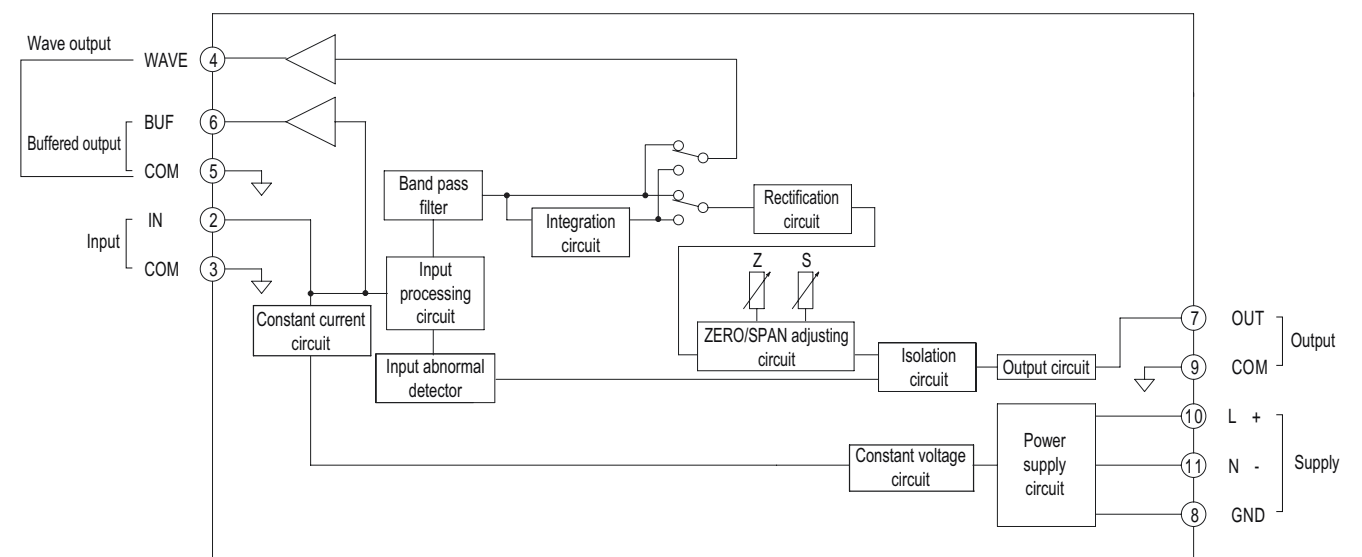 Wave output
WAVE
4
BUF
6
Buffered output
COM
5
IN
2
Input
COM
3
Band pass
filter
Integration
circuit
Rectification
circuit
Input
processing
circuit
Z
S
Constant current
circuit
ZERO/SPAN adjusting
circuit
Input abnormal
detector
Isolation
circuit
Output circuit
7
OUT
Output
9
COM
10
L +
Power
supply
circuit
Constant voltage
circuit
11
N -
Supply
8
GND